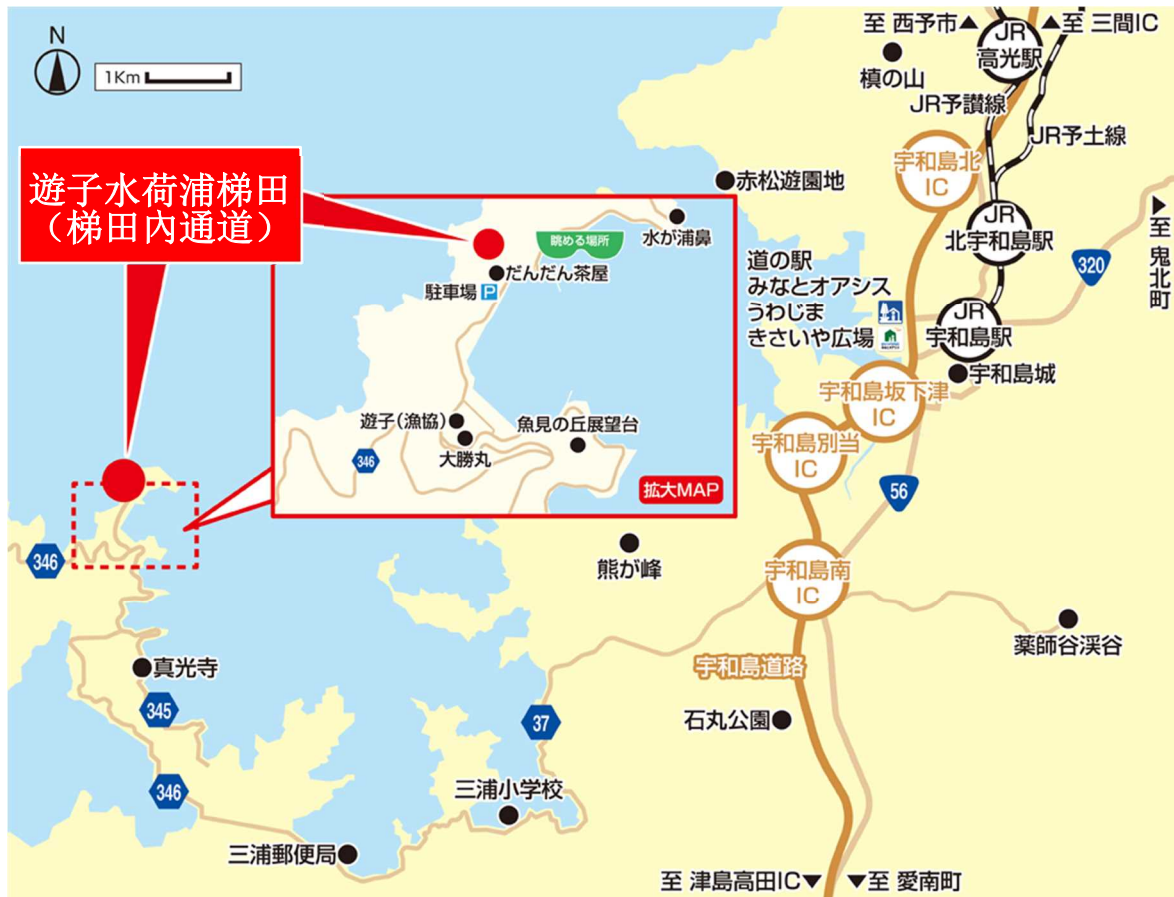 N
1Km
遊子水荷浦梯田
（梯田內通道）
至 西予市▲
▲至 三間IC
JR
高光駅
槙の山
JR予讃線
JR予土線
宇和島北
IC
赤松遊園地
JR
北宇和島駅
▶至 鬼北町
320
水が浦鼻
眺める場所
だんだん茶屋
駐車場 P
道の駅
みなとオアシス
うわじま
きさいや広場
JR
宇和島駅
宇和島城
宇和島坂下津
IC
遊子（漁協）
大勝丸
魚見の丘展望台
346
拡大MAP
宇和島別当
IC
56
346
熊が峰
宇和島南
IC
薬師谷渓谷
真光寺
宇和島道路
345
37
石丸公園
346
三浦小学校
三浦郵便局
至 津島高田IC▼
▼至 愛南町